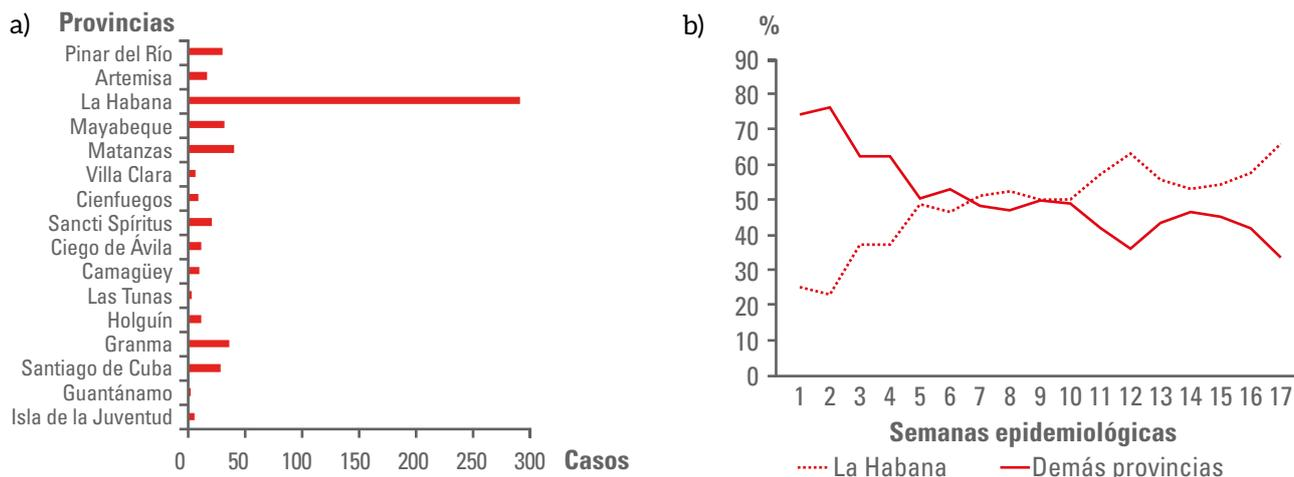 a) Provincias
Pinar del Río
Artemisa
La Habana
Mayabeque
Matanzas
Villa Clara
Cienfuegos
Sancti Spíritus
Ciego de Ávila
Camagüey
Las Tunas
Holguín
Granma
Santiago de Cuba
Guantánamo
Isla de la Juventud
0 50 100 150 200 250 300 Casos
b) %
90
80
70
60
50
40
30
20
10
0
1 2 3 4 5 6 7 8 9 10 11 12 13 14 15 16 17
Semanas epidemiológicas
La Habana Demás provincias